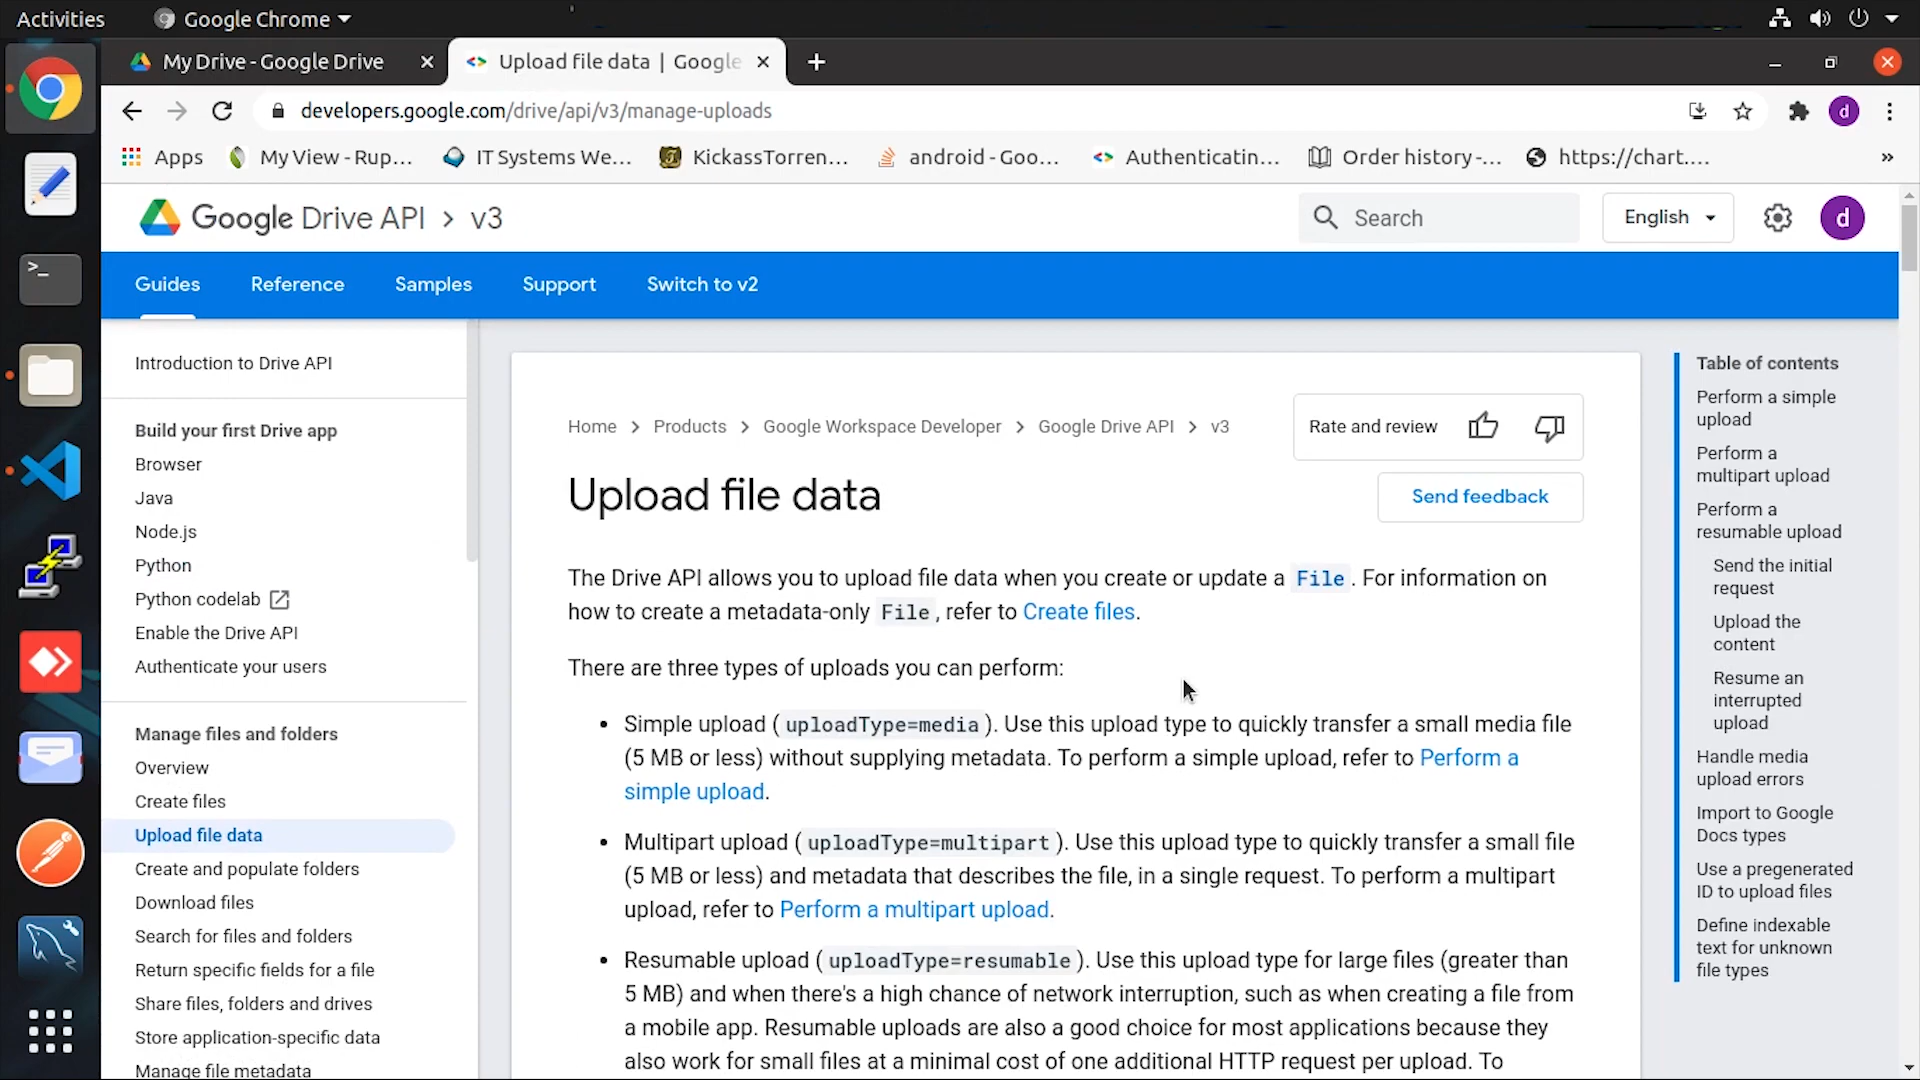 Activities
Google Chrome
My Drive - Google Drive
Upload file data | Google
developers.google.com/drive/api/v3/manage-uploads
d
Apps
My View - Rup...
IT Systems We...
KickassTorren...
android - Goo...
Authenticatin...
Order history -...
https://chart....
»
Google Drive API > v3
Search
English
d
Guides
Reference
Samples
Support
Switch to v2
Introduction to Drive API
Build your first Drive app
Browser
Java
Node.js
Python
Python codelab
Enable the Drive API
Authenticate your users
Manage files and folders
Overview
Create files
Upload file data
Create and populate folders
Download files
Search for files and folders
Return specific fields for a file
Share files, folders and drives
Store application-specific data
Manage file metadata
Home > Products > Google Workspace Developer > Google Drive API > v3
Rate and review
Upload file data
Send feedback
The Drive API allows you to upload file data when you create or update a File. For information on
how to create a metadata-only File, refer to Create files.
There are three types of uploads you can perform:
• Simple upload (uploadType=media). Use this upload type to quickly transfer a small media file
(5 MB or less) without supplying metadata. To perform a simple upload, refer to Perform a
simple upload.
• Multipart upload (uploadType=multipart). Use this upload type to quickly transfer a small file
(5 MB or less) and metadata that describes the file, in a single request. To perform a multipart
upload, refer to Perform a multipart upload.
• Resumable upload (uploadType=resumable). Use this upload type for large files (greater than
5 MB) and when there's a high chance of network interruption, such as when creating a file from
a mobile app. Resumable uploads are also a good choice for most applications because they
also work for small files at a minimal cost of one additional HTTP request per upload. To
Table of contents
Perform a simple
upload
Perform a
multipart upload
Perform a
resumable upload
Send the initial
request
Upload the
content
Resume an
interrupted
upload
Handle media
upload errors
Import to Google
Docs types
Use a pregenerated
ID to upload files
Define indexable
text for unknown
file types